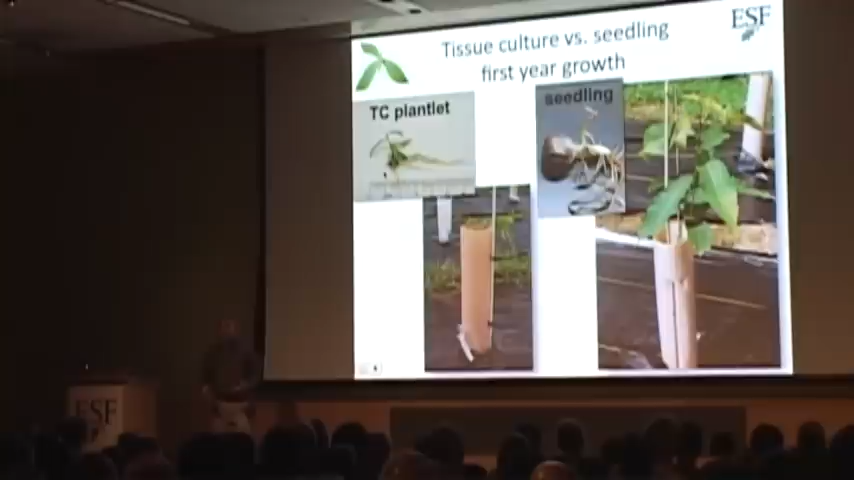 Tissue culture vs. seedling
first year growth
ESF
TC plantlet
seedling
ESF